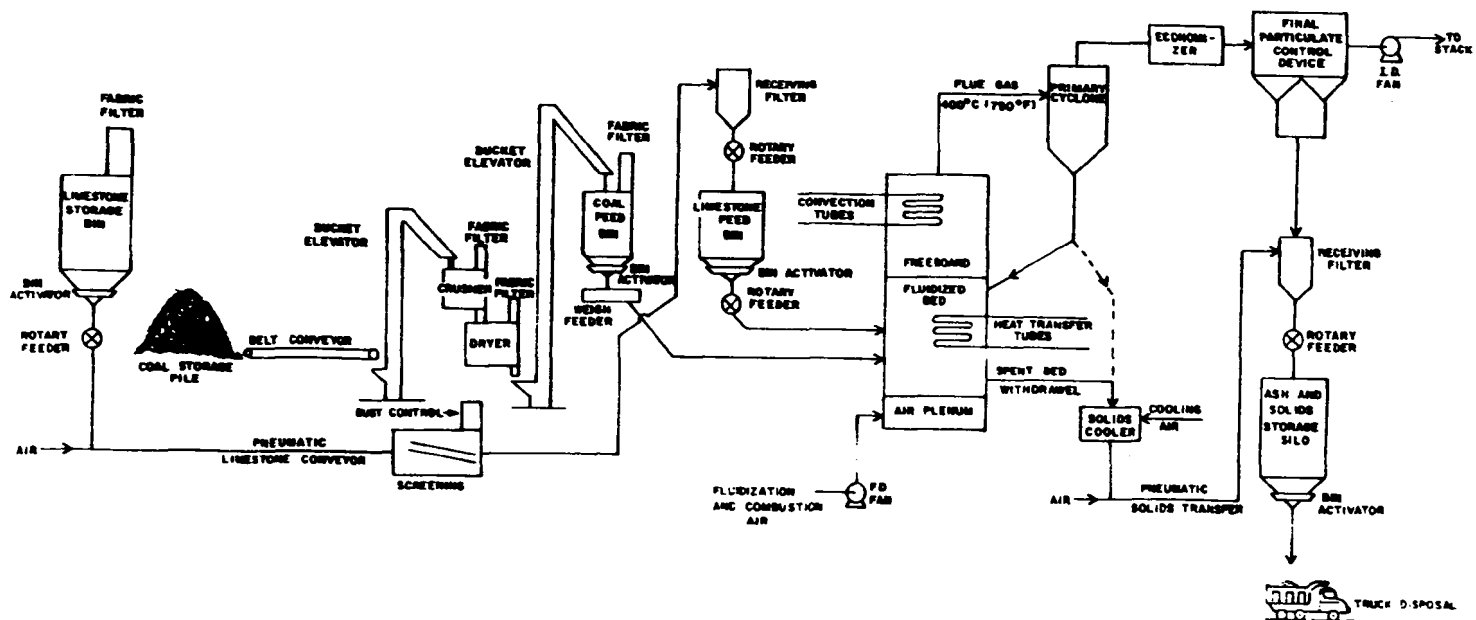 FABRIC
FILTER
LIMESTONE
STORAGE
BIN
BIN
ACTIVATOR
ROTARY
FEEDER
AIR
COAL STORAGE
PILE
BELT CONVEYOR
BUCKET
ELEVATOR
FABRIC
FILTER
CRUSHER
FABRIC
FILTER
DRYER
DUST CONTROL
PNEUMATIC
LIMESTONE CONVEYOR
SCREENING
BUCKET
ELEVATOR
FABRIC
FILTER
COAL
FEED
BIN
BIN
ACTIVATOR
WEIGH
FEEDER
RECEIVING
FILTER
ROTARY
FEEDER
LIMESTONE
FEED
BIN
BIN ACTIVATOR
ROTARY
FEEDER
CONVECTION
TUBES
FREEBOARD
FLUIDIZED
BED
HEAT TRANSFER
TUBES
AIR PLENUM
FLUIDIZATION
AND COMBUSTION
AIR
F.D.
FAN
FLUE GAS
400°C (750°F)
PRIMARY
CYCLONE
ECONOMI-
ZER
FINAL
PARTICULATE
CONTROL
DEVICE
I.D.
FAN
TO
STACK
SPENT BED
WITHDRAWEL
SOLIDS
COOLER
COOLING
AIR
AIR
PNEUMATIC
SOLIDS TRANSFER
RECEIVING
FILTER
ROTARY
FEEDER
ASH AND
SOLIDS
STORAGE
SILO
BIN
ACTIVATOR
TRUCK DISPOSAL